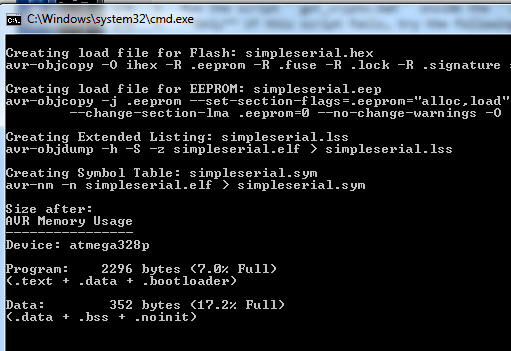 C:\Windows\system32\cmd.exe
Creating load file for Flash: simpleserial.hex
avr-objcopy -O ihex -R .eeprom -R .fuse -R .lock -R .signature
Creating load file for EEPROM: simpleserial.eep
avr-objcopy -j .eeprom --set-section-flags=.eeprom="alloc,load"
--change-section-lma .eeprom=0 --no-change-warnings -O
Creating Extended Listing: simpleserial.lss
avr-objdump -h -S -z simpleserial.elf > simpleserial.lss
Creating Symbol Table: simpleserial.sym
avr-nm -n simpleserial.elf > simpleserial.sym
Size after:
AVR Memory Usage
----------------
Device: atmega328p
Program:    2296 bytes (7.0% Full)
(.text + .data + .bootloader)
Data:        352 bytes (17.2% Full)
(.data + .bss + .noinit)